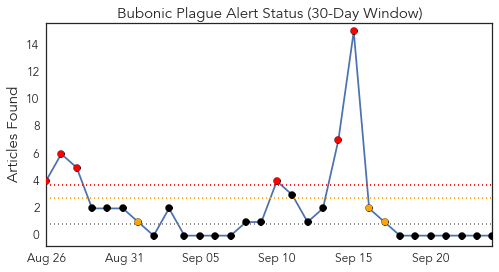 Bubonic Plague Alert Status (30-Day Window)
Articles Found
14
12
10
8
6
4
2
0
Aug 26 Aug 31 Sep 05 Sep 10 Sep 15 Sep 20